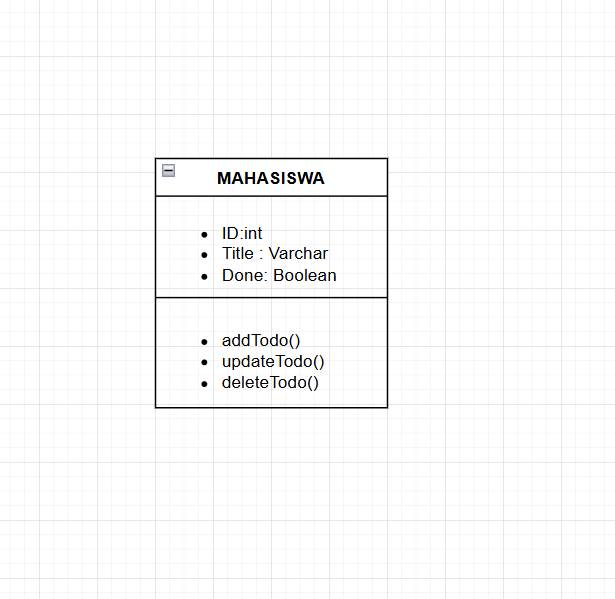 MAHASISWA
ID:int
Title : Varchar
Done: Boolean
addTodo()
updateTodo()
deleteTodo()